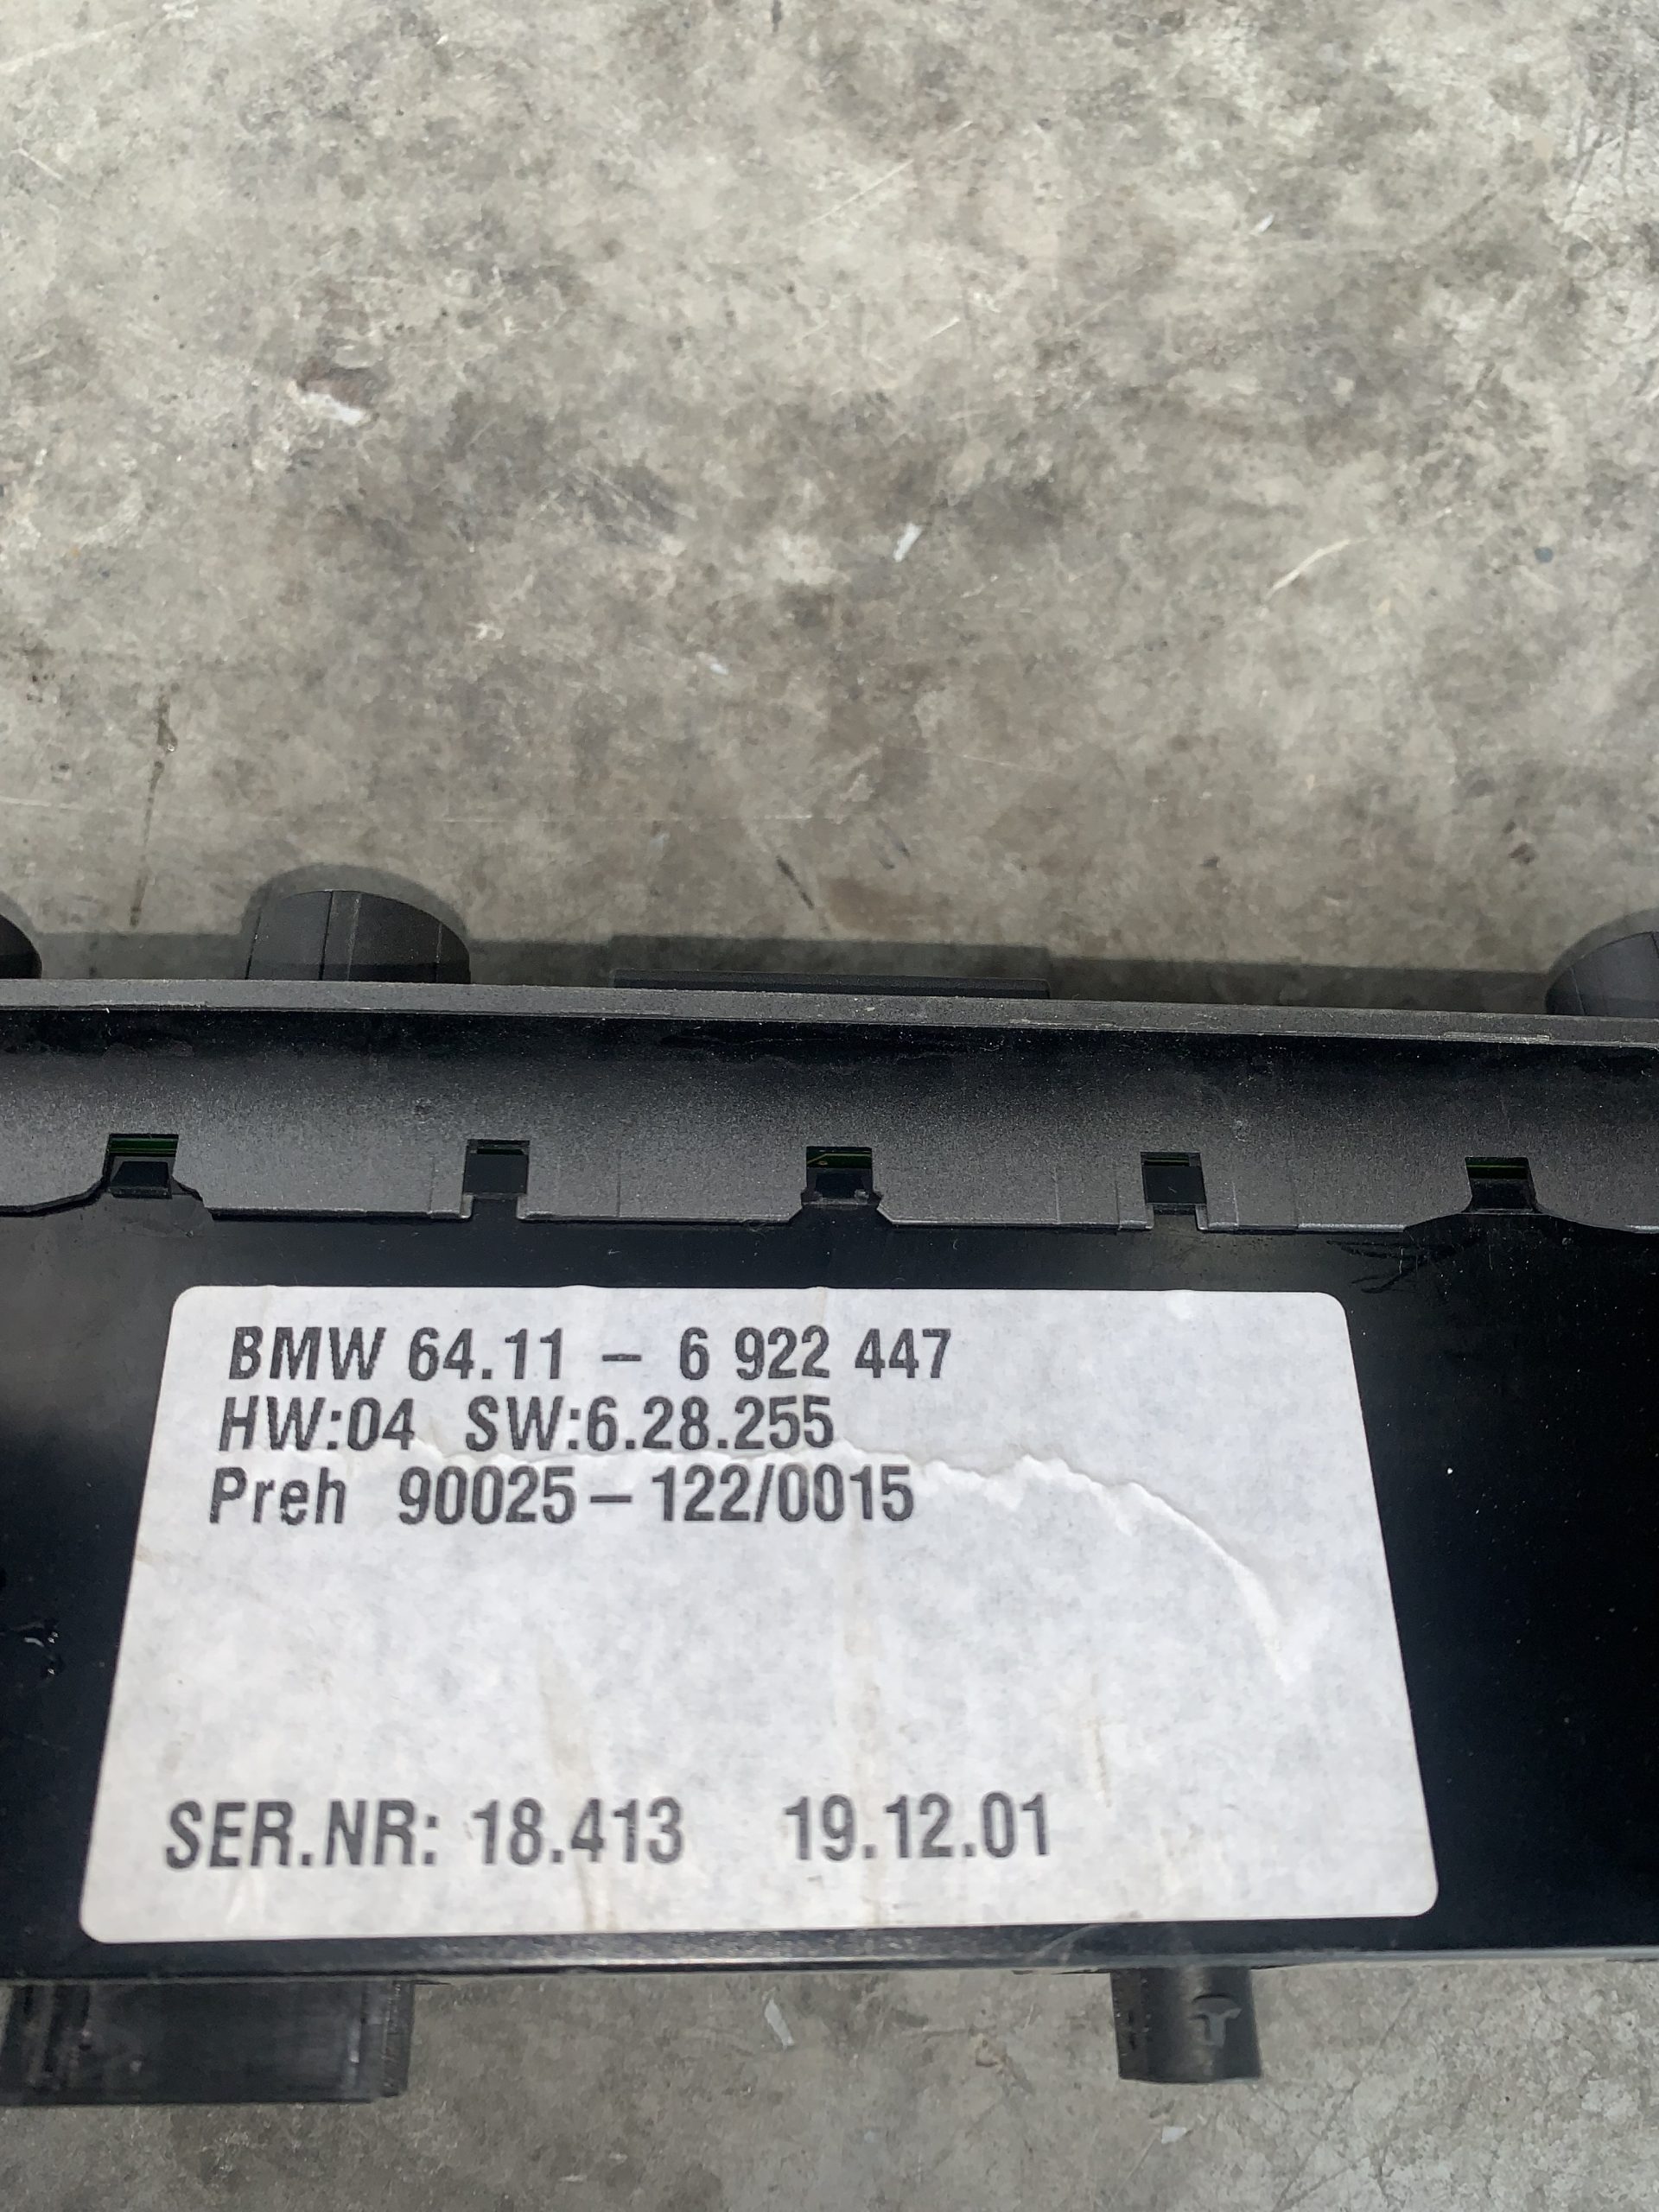 BMW 64.11 - 6 922 447
HW:04 SW:6.28.255
Preh 90025-122/0015
SER.NR: 18.413 19.12.01